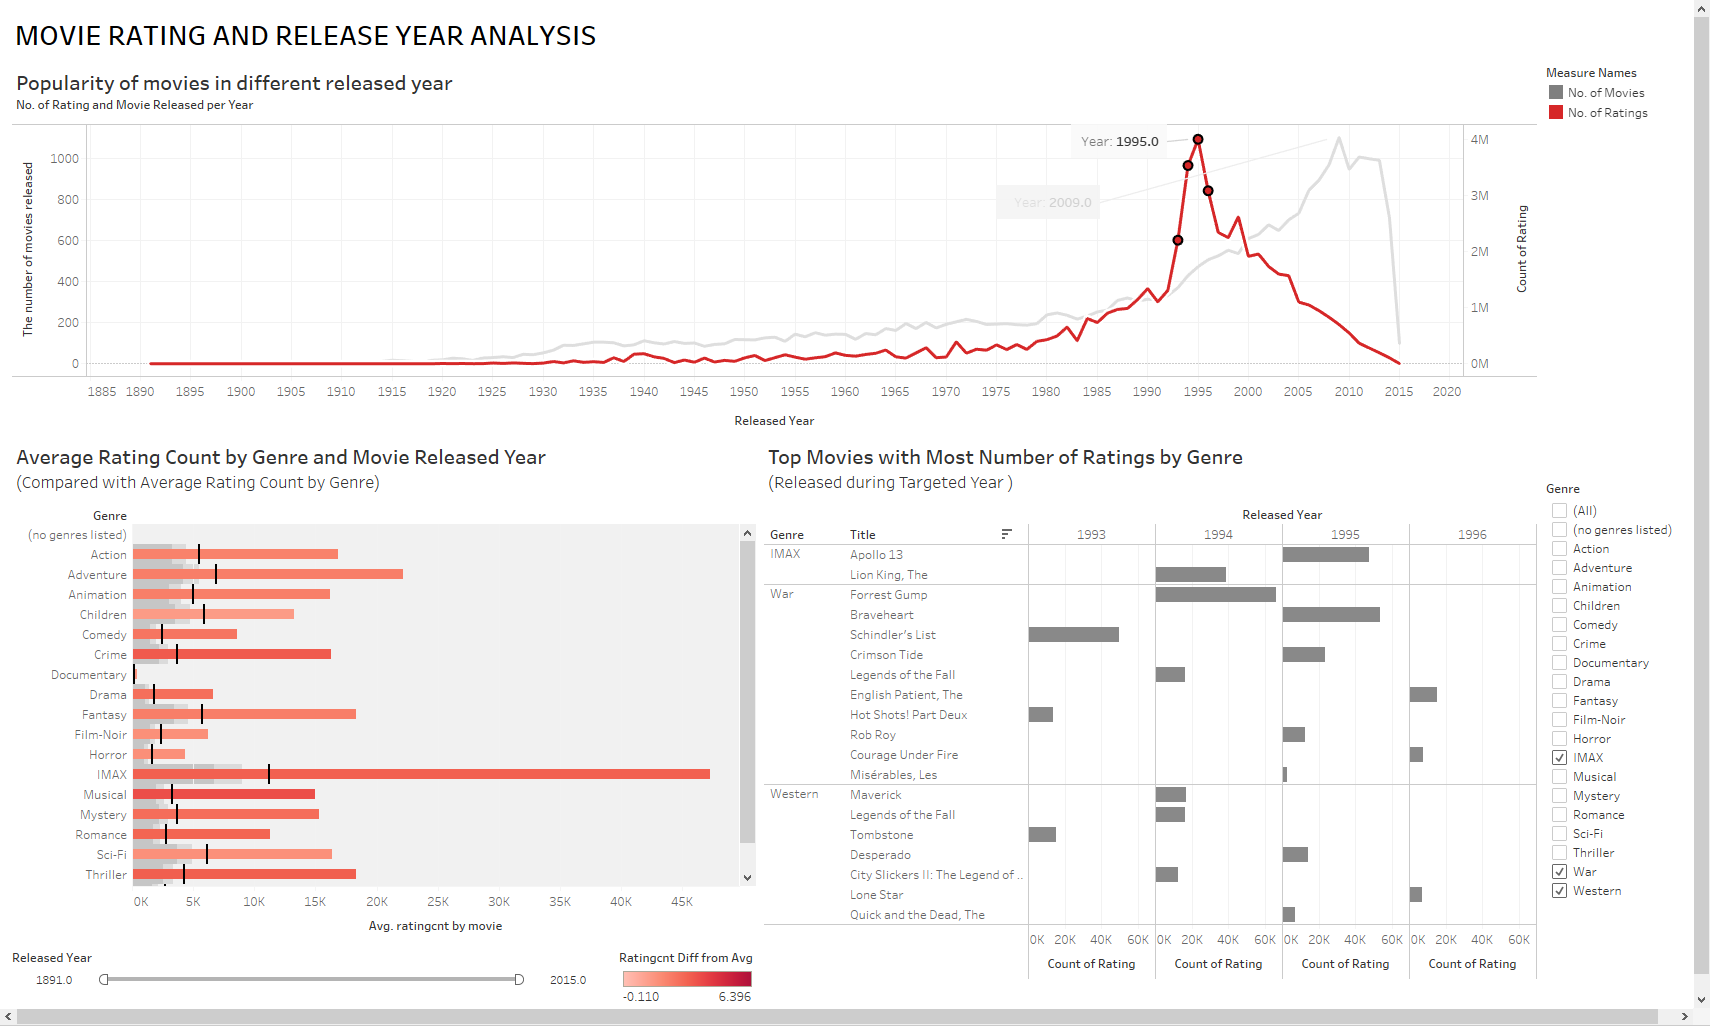 MOVIE RATING AND RELEASE YEAR ANALYSIS
Popularity of movies in different released year
No. of Rating and Movie Released per Year
Measure Names
No. of Movies
No. of Ratings
The number of movies released
1000
800
600
400
200
0
Year: 1995.0
Year: 2009.0
4M
3M
2M
1M
0M
Count of Rating
1885 1890 1895 1900 1905 1910 1915 1920 1925 1930 1935 1940 1945 1950 1955 1960 1965 1970 1975 1980 1985 1990 1995 2000 2005 2010 2015 2020
Released Year
Average Rating Count by Genre and Movie Released Year
(Compared with Average Rating Count by Genre)
Genre
(no genres listed)
Action
Adventure
Animation
Children
Comedy
Crime
Documentary
Drama
Fantasy
Film-Noir
Horror
IMAX
Musical
Mystery
Romance
Sci-Fi
Thriller
0K 5K 10K 15K 20K 25K 30K 35K 40K 45K
Avg. ratingcnt by movie
Released Year
1891.0 2015.0
Ratingcnt Diff from Avg
-0.110 6.396
Top Movies with Most Number of Ratings by Genre
(Released during Targeted Year )
Released Year
Genre Title 1993 1994 1995 1996
IMAX Apollo 13
Lion King, The
War Forrest Gump
Braveheart
Schindler's List
Crimson Tide
Legends of the Fall
English Patient, The
Hot Shots! Part Deux
Rob Roy
Courage Under Fire
Misérables, Les
Western Maverick
Legends of the Fall
Tombstone
Desperado
City Slickers II: The Legend of ..
Lone Star
Quick and the Dead, The
0K 20K 40K 60K 0K 20K 40K 60K 0K 20K 40K 60K 0K 20K 40K 60K
Count of Rating Count of Rating Count of Rating Count of Rating
Genre
(All)
(no genres listed)
Action
Adventure
Animation
Children
Comedy
Crime
Documentary
Drama
Fantasy
Film-Noir
Horror
IMAX
Musical
Mystery
Romance
Sci-Fi
Thriller
War
Western